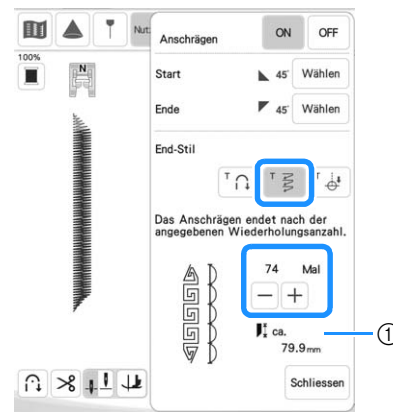 Nut
100%
N
Anschrägen ON OFF
Start 45° Wählen
Ende 45° Wählen
End-Stil
T T T
Das Anschrägen endet nach der
angegebenen Wiederholungsanzahl.
74 Mal
− +
ca.
79.9mm
①
Schliessen